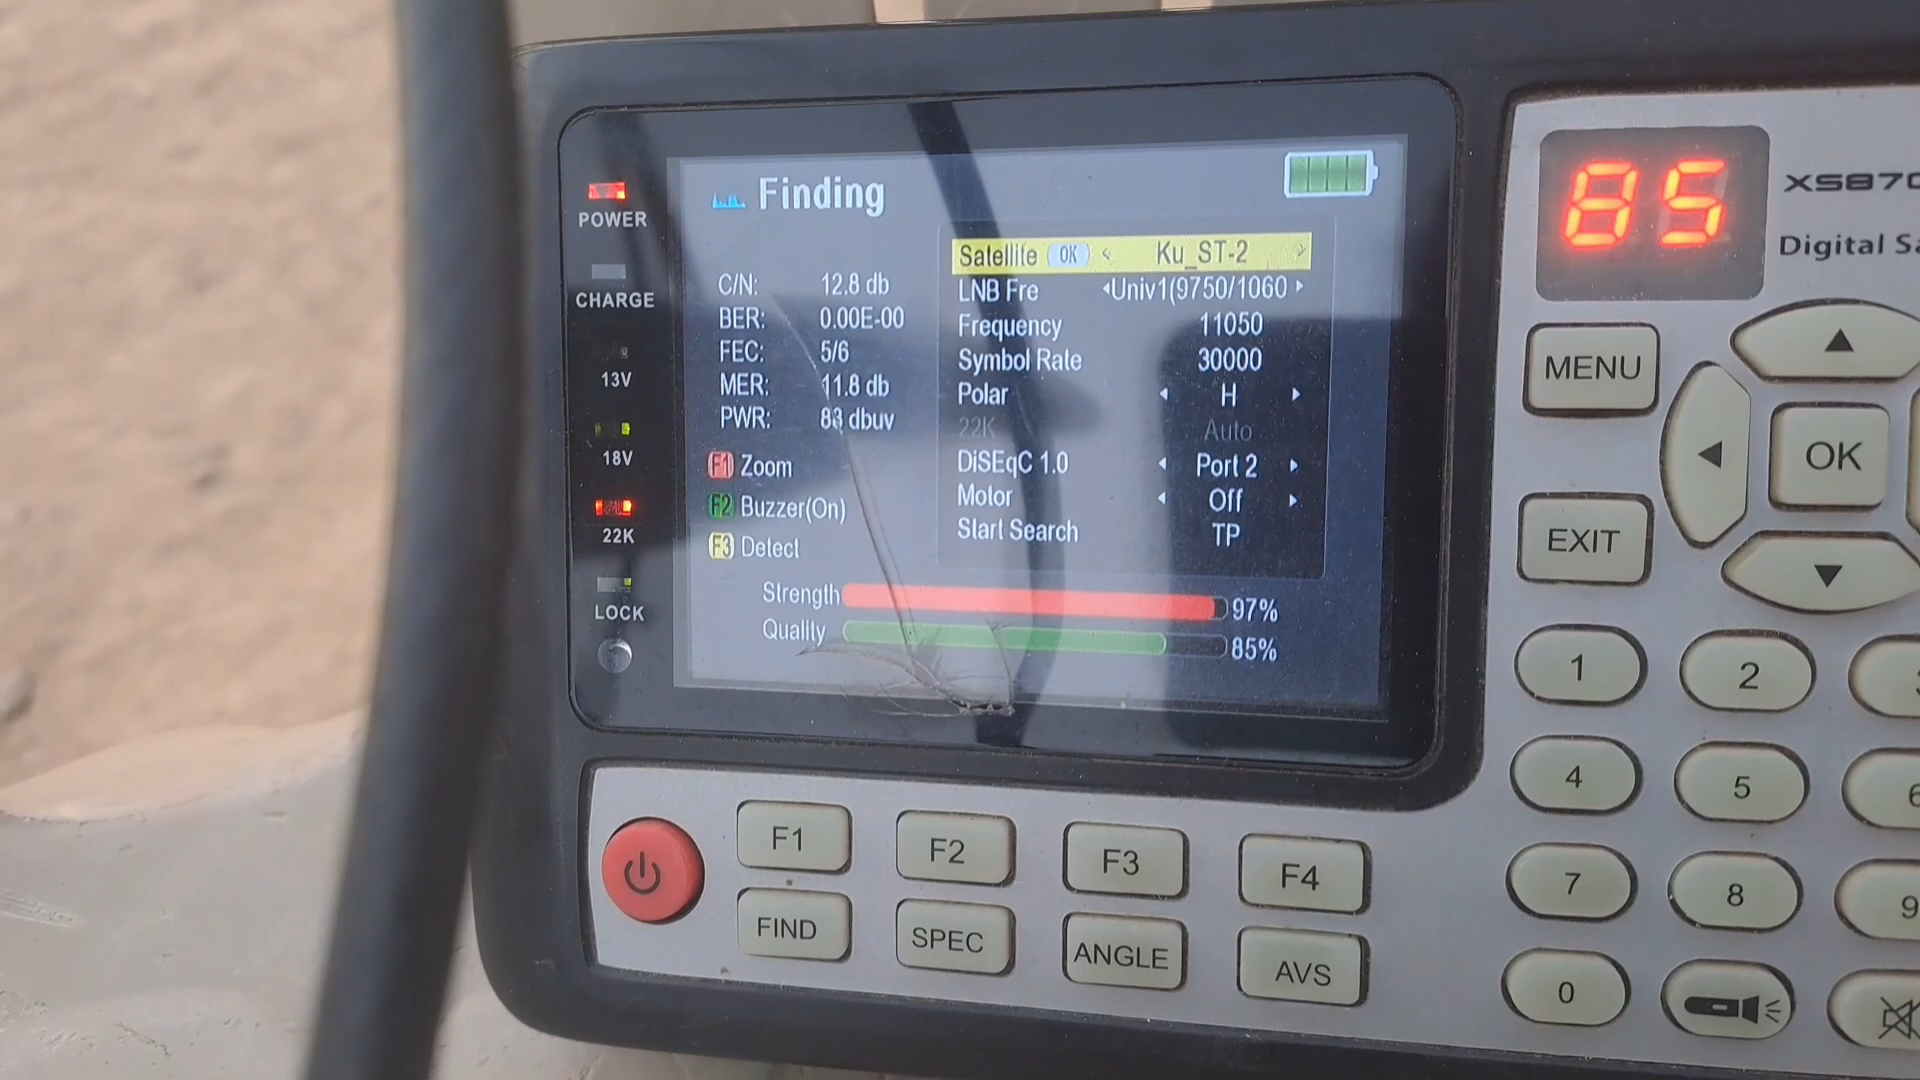 Finding
C/N: 12.8 db
BER: 0.00E-00
FEC: 5/6
MER: 11.8 db
PWR: dbuv
F1 Zoom
F2 Buzzer(On)
F3 Detect
Satellite OK < Ku_ST-2 >
LNB Fre Univ1(9750/1060
Frequency 11050
Symbol Rate 30000
Polar H
22K Auto
DiSEqC 1.0 Port 2
Motor Off
Start Search TP
Strength 97%
Quality 85%
POWER
CHARGE
13V
18V
22K
LOCK
85
XS870
Digital
MENU
OK
EXIT
1 2
4 5 6
7 8 9
0
F1 F2 F3 F4
FIND SPEC ANGLE AVS